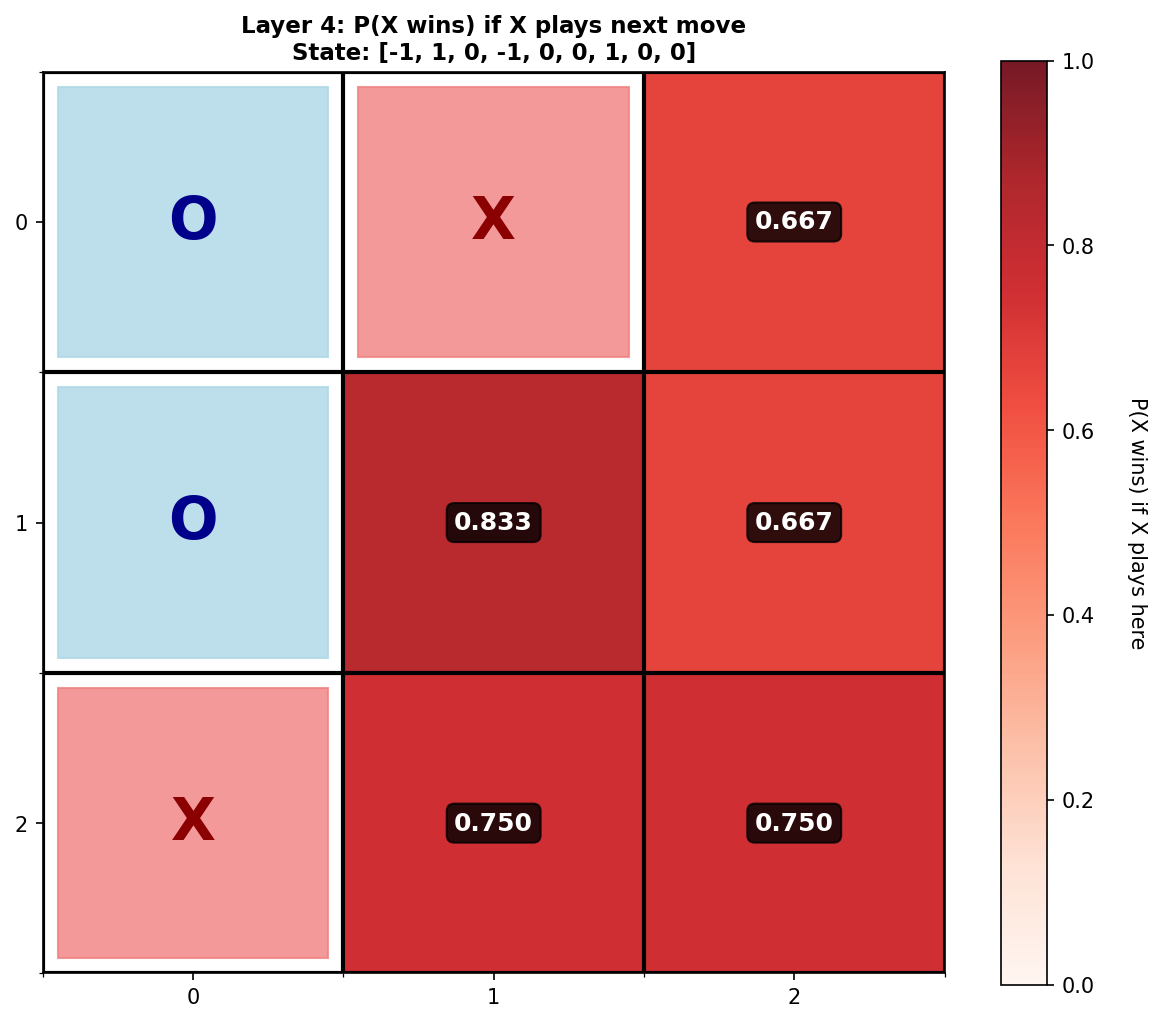 Layer 4: P(X wins) if X plays next move
State: [-1, 1, 0, -1, 0, 0, 1, 0, 0]
0
O
X
0.667
1
O
0.833
0.667
2
X
0.750
0.750
0
1
2
1.0
0.8
0.6
0.4
0.2
0.0
P(X wins) if X plays here